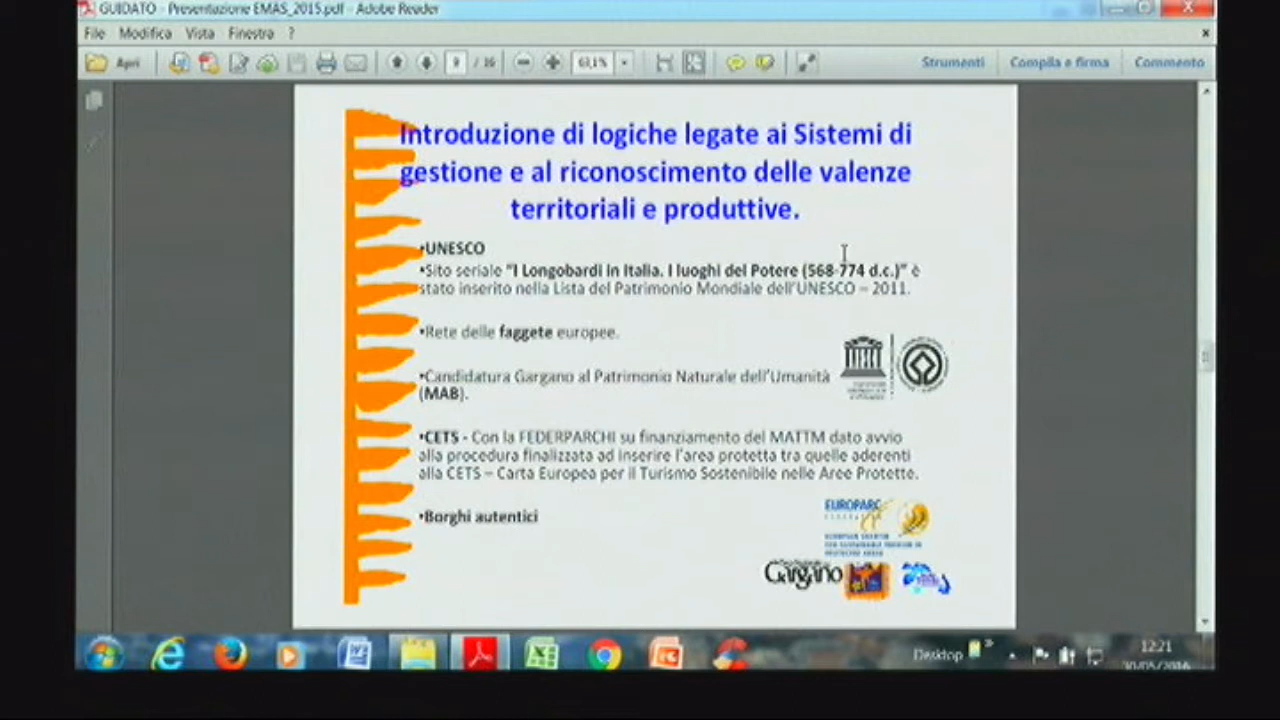 GUIDATO - Presentazione EMAS_2015.pdf - Adobe Reader
File Modifica Vista Finestra ?
Apri 9 / 16 63,1% Strumenti Compila e firma Commento
Introduzione di logiche legate ai Sistemi di
gestione e al riconoscimento delle valenze
territoriali e produttive.
•UNESCO
•Sito seriale "I Longobardi in Italia. I luoghi del Potere (568-774 d.c.)" è
stato inserito nella Lista del Patrimonio Mondiale dell'UNESCO – 2011.
•Rete delle faggete europee.
•Candidatura Gargano al Patrimonio Naturale dell'Umanità
(MAB).
•CETS - Con la FEDERPARCHI su finanziamento del MATTM dato avvio
alla procedura finalizzata ad inserire l'area protetta tra quelle aderenti
alla CETS – Carta Europea per il Turismo Sostenibile nelle Aree Protette.
•Borghi autentici
EUROPARC
Gargano
Desktop
12:21
30/05/2016